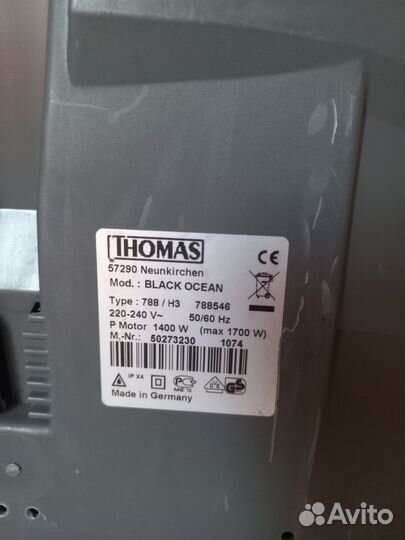 THOMAS
CE
57290 Neunkirchen
Mod.: BLACK OCEAN
Type : 788 / H3 788546
220-240 V~ 50/60 Hz
P Motor 1400 W (max 1700 W)
M.-Nr.: 50273230 1074
IP X4
Made in Germany
Avito